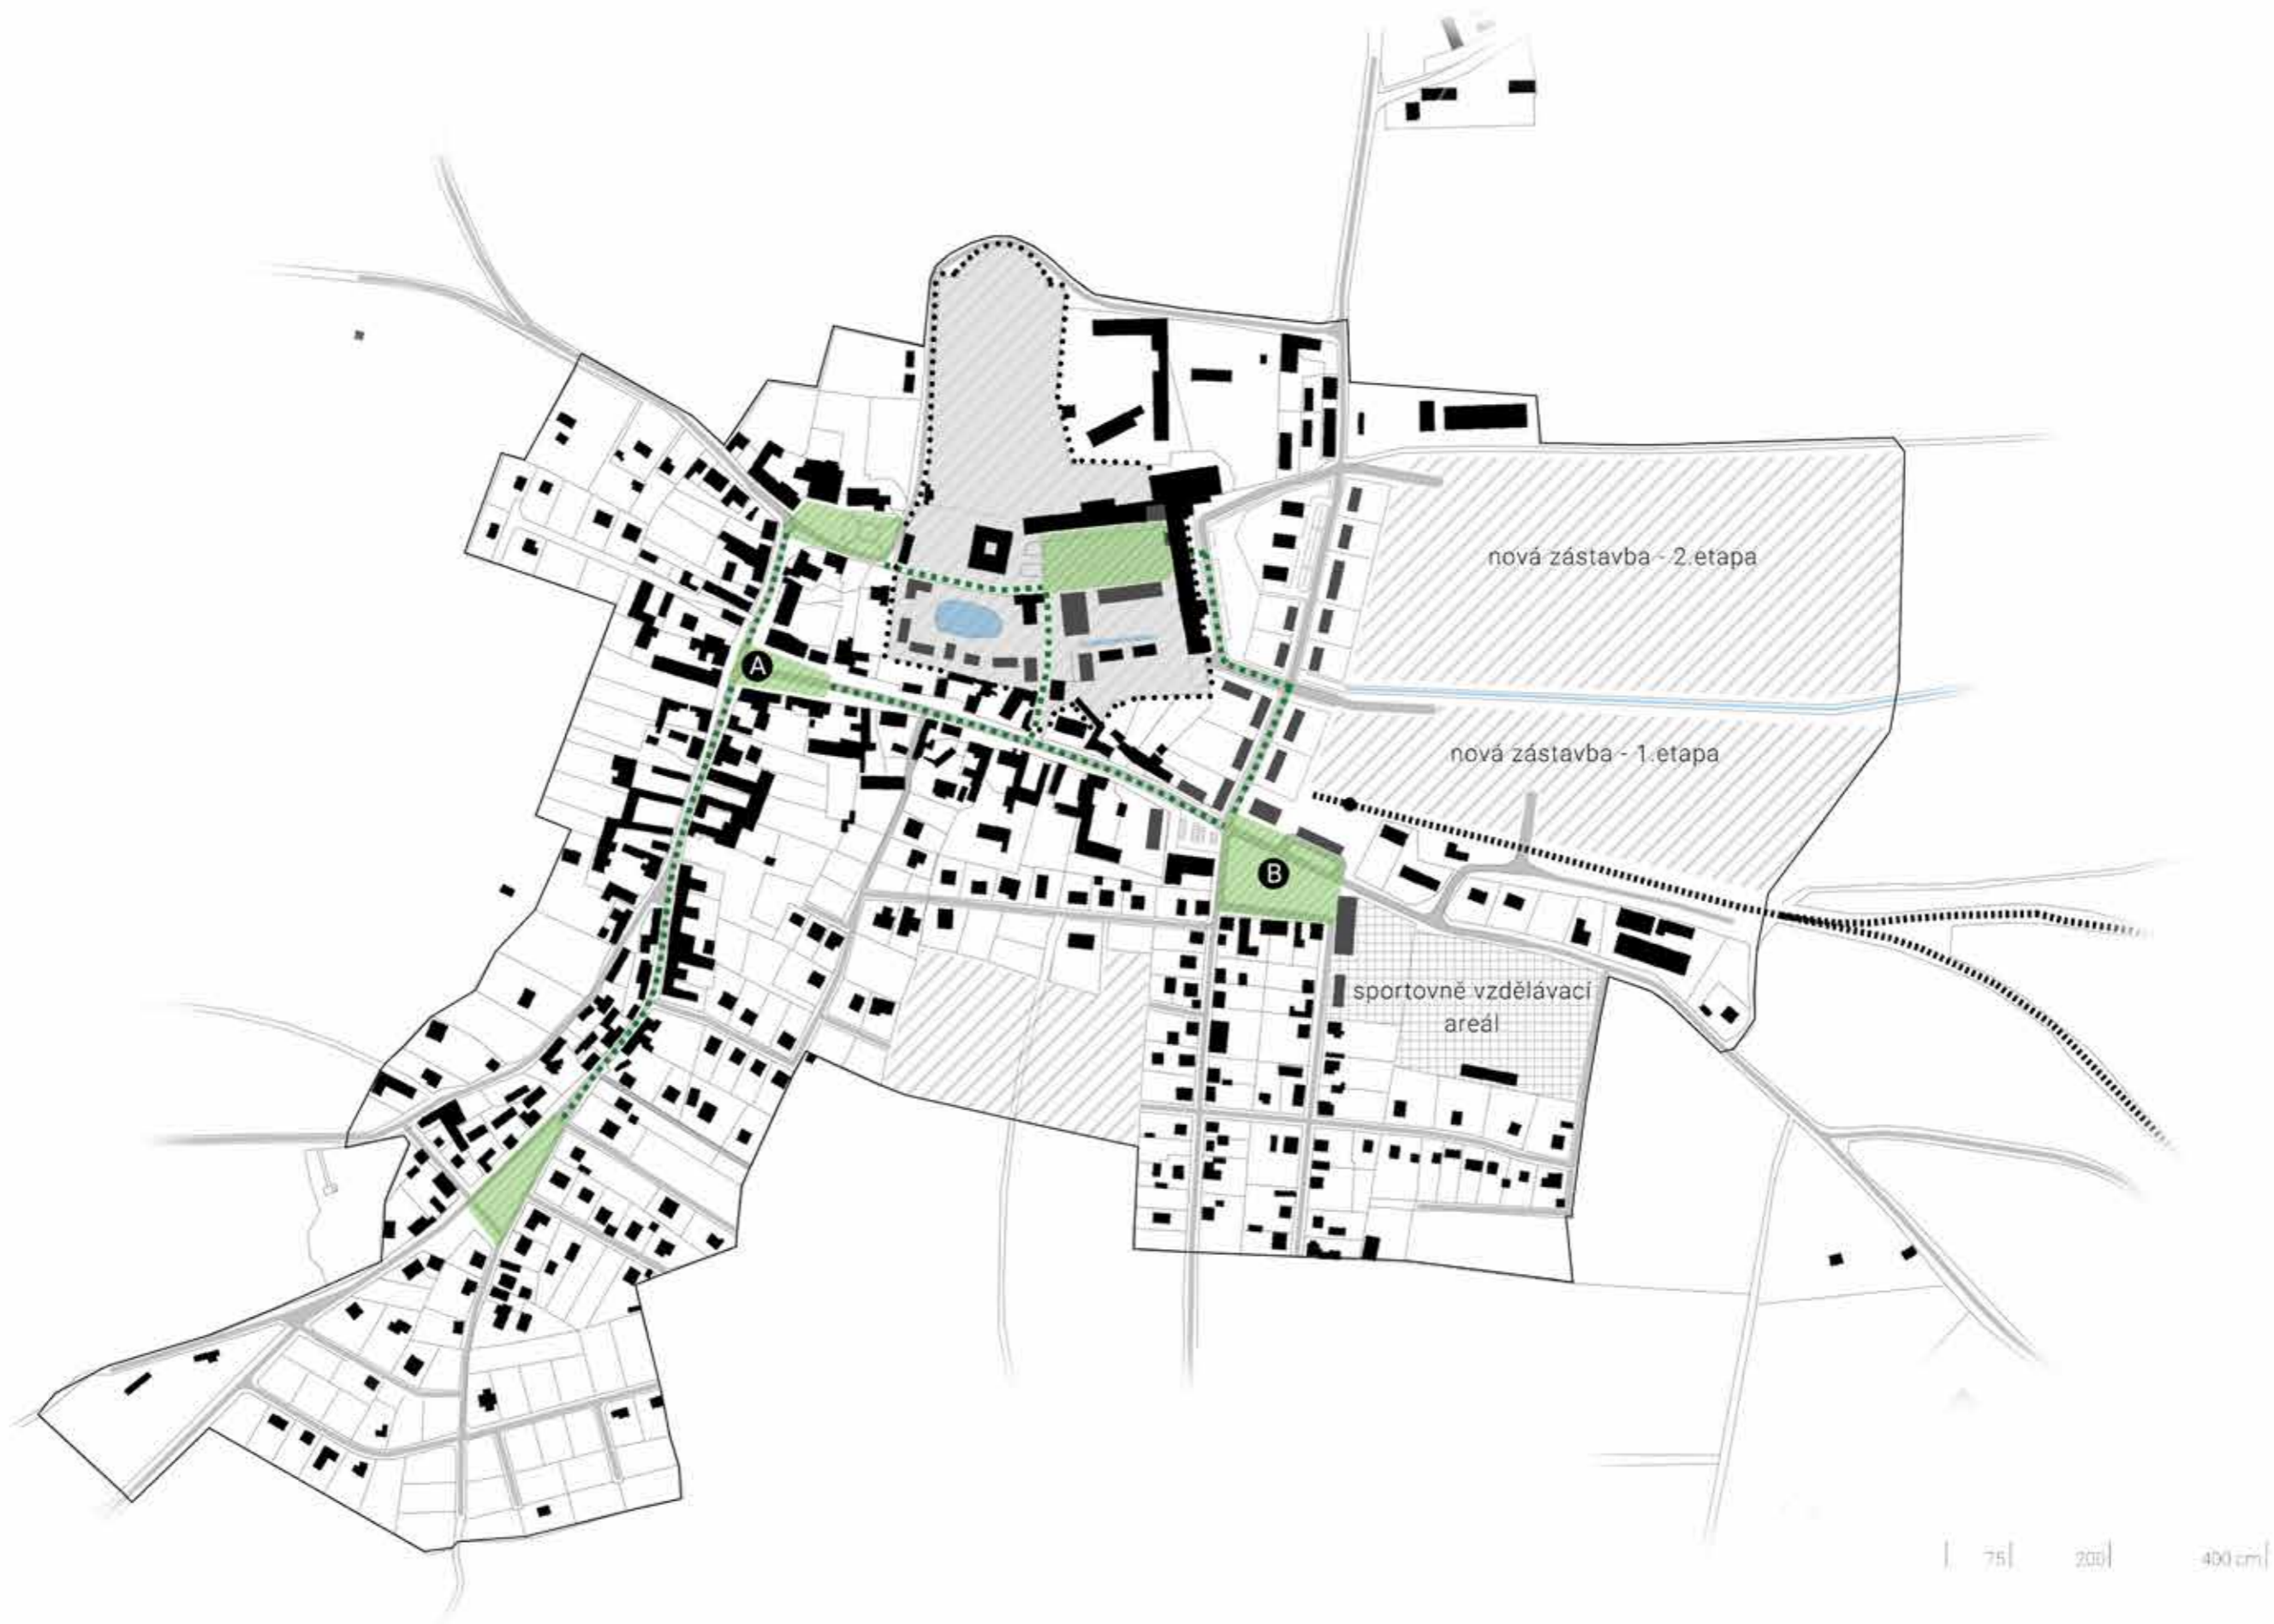 nová zástavba - 2.etapa
A
nová zástavba - 1.etapa
B
sportovně vzdělávací
areál
75 200 400 cm